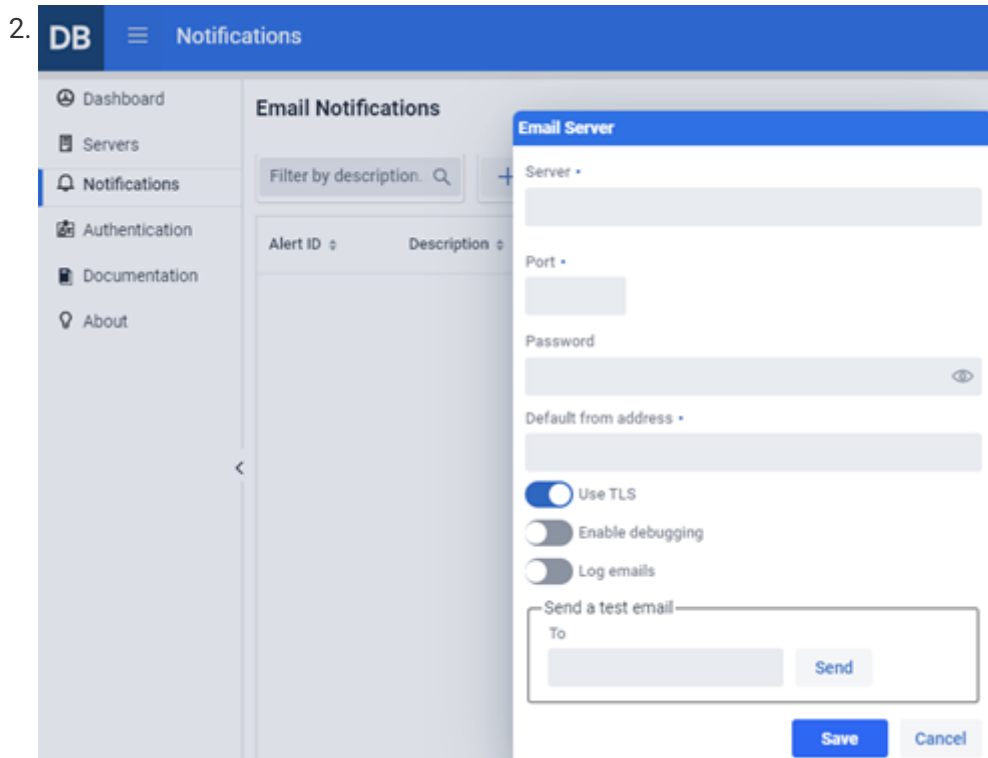 2.
DB Notifications
Dashboard
Servers
Notifications
Authentication
Documentation
About
Email Notifications
Filter by description. +
Alert ID Description
Email Server
Server •
Port •
Password
Default from address •
Use TLS
Enable debugging
Log emails
Send a test email
To
Send
Save Cancel